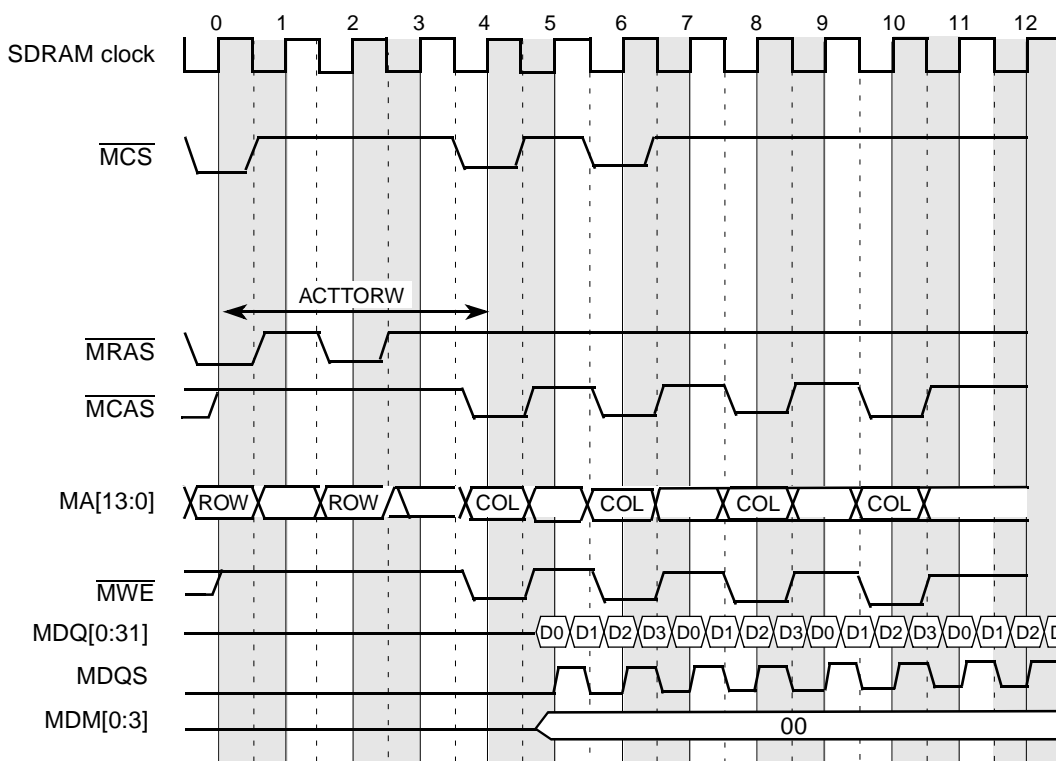 0 1 2 3 4 5 6 7 8 9 10 11 12
SDRAM clock
MCS
ACTTORW
MRAS
MCAS
MA[13:0] ROW ROW COL COL COL COL
MWE
MDQ[0:31] D0 D1 D2 D3 D0 D1 D2 D3 D0 D1 D2 D3 D0 D1 D2
MDQS
MDM[0:3] 00